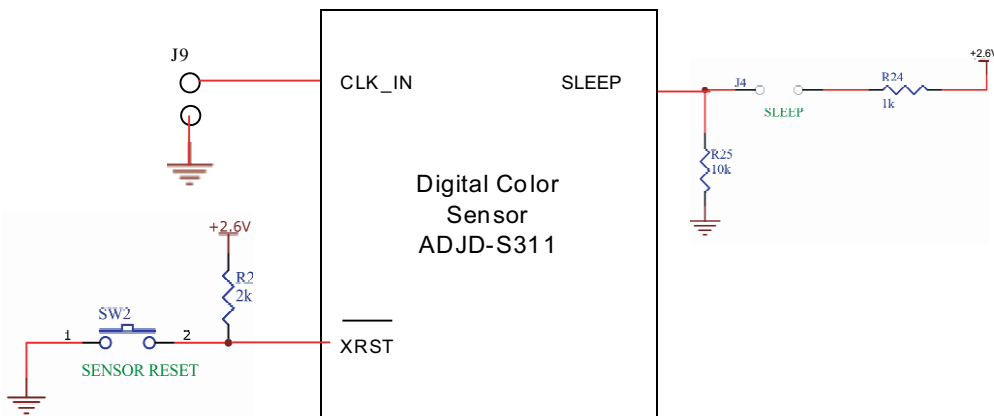 J9
CLK_IN
SLEEP
J4
SLEEP
R24
1k
+2.6V
R25
10k
Digital Color
Sensor
ADJD-S311
+2.6V
R2
2k
SW2
1
2
SENSOR RESET
XRST